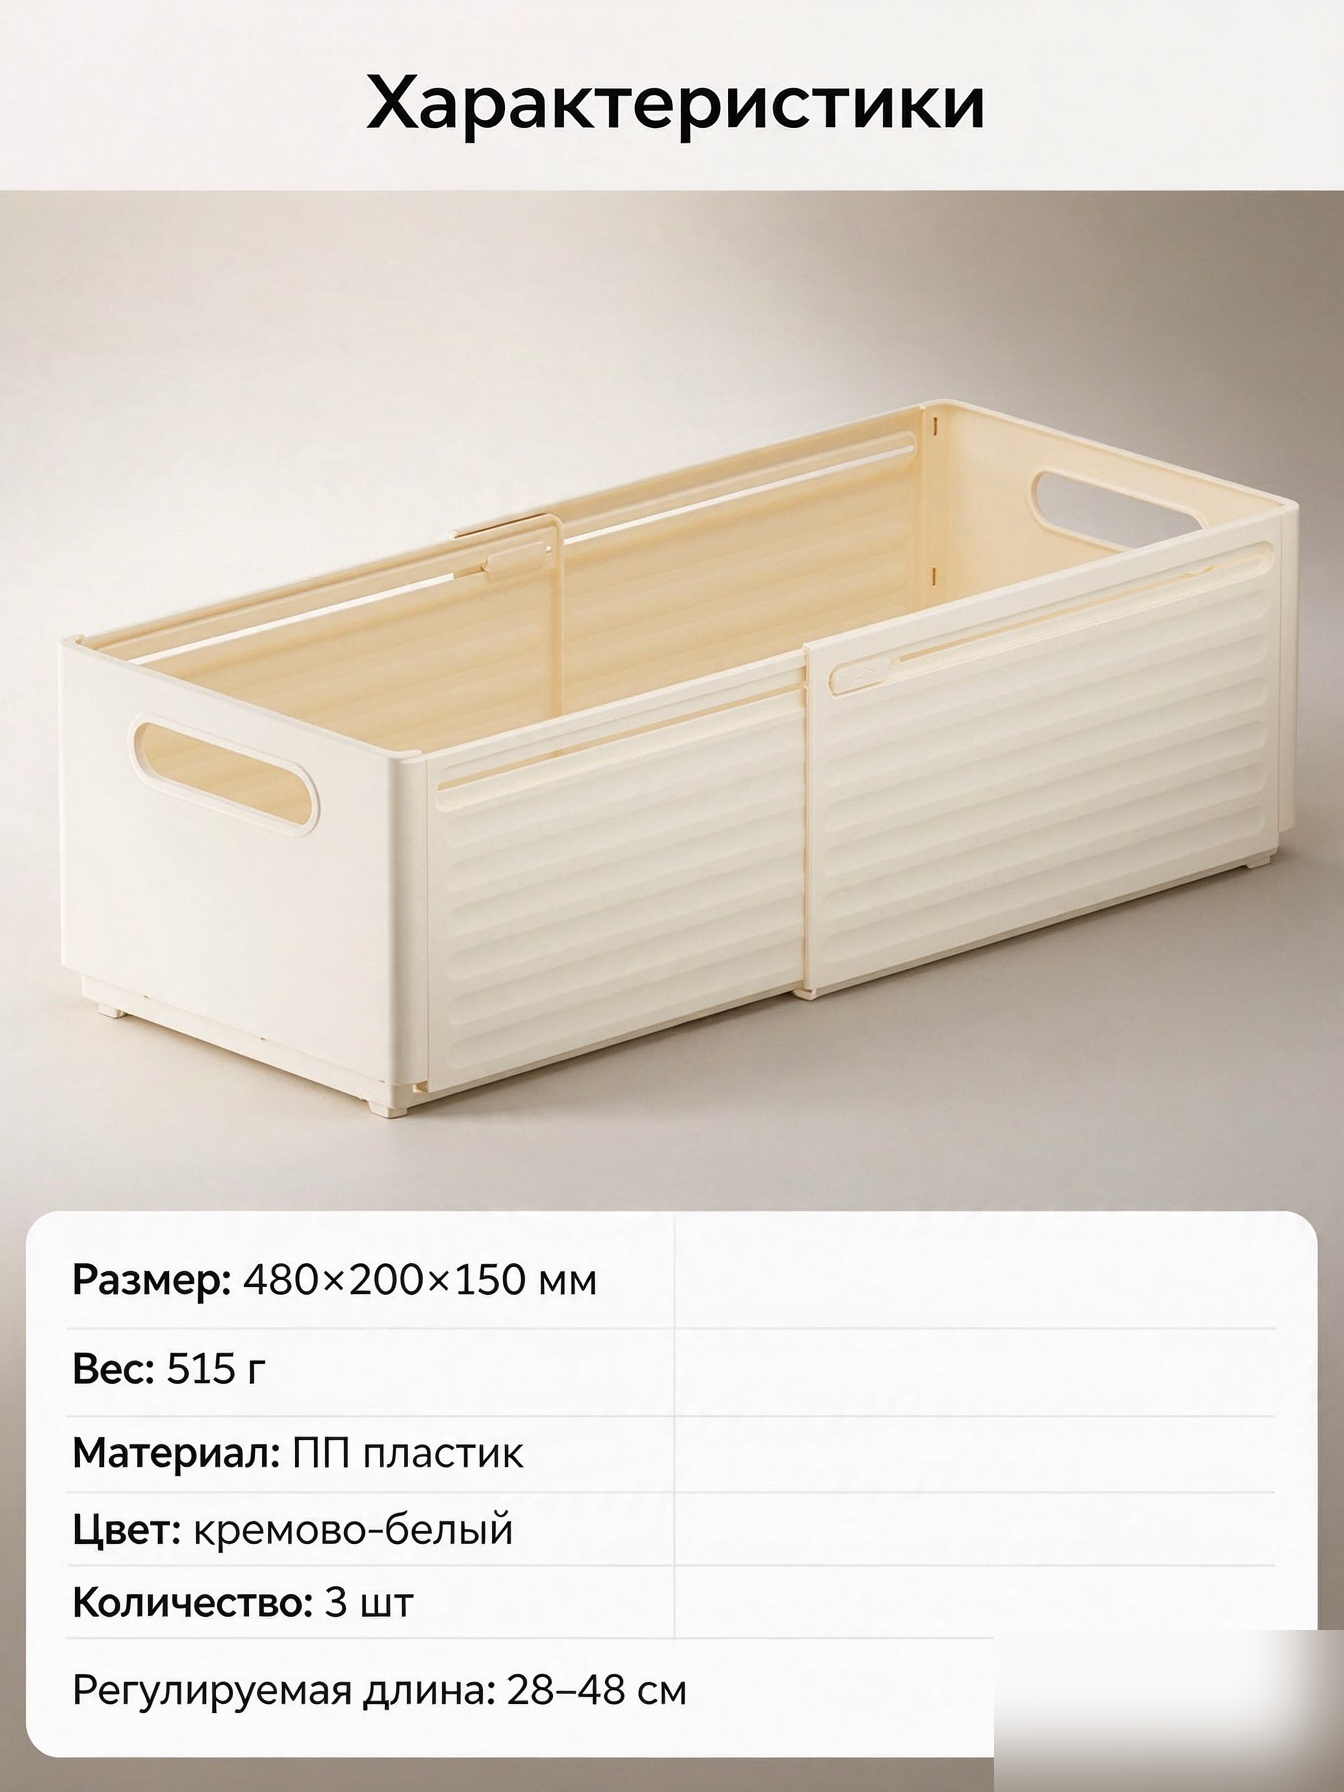 Характеристики
Размер: 480×200×150 мм
Вес: 515 г
Материал: ПП пластик
Цвет: кремово-белый
Количество: 3 шт
Регулируемая длина: 28–48 см